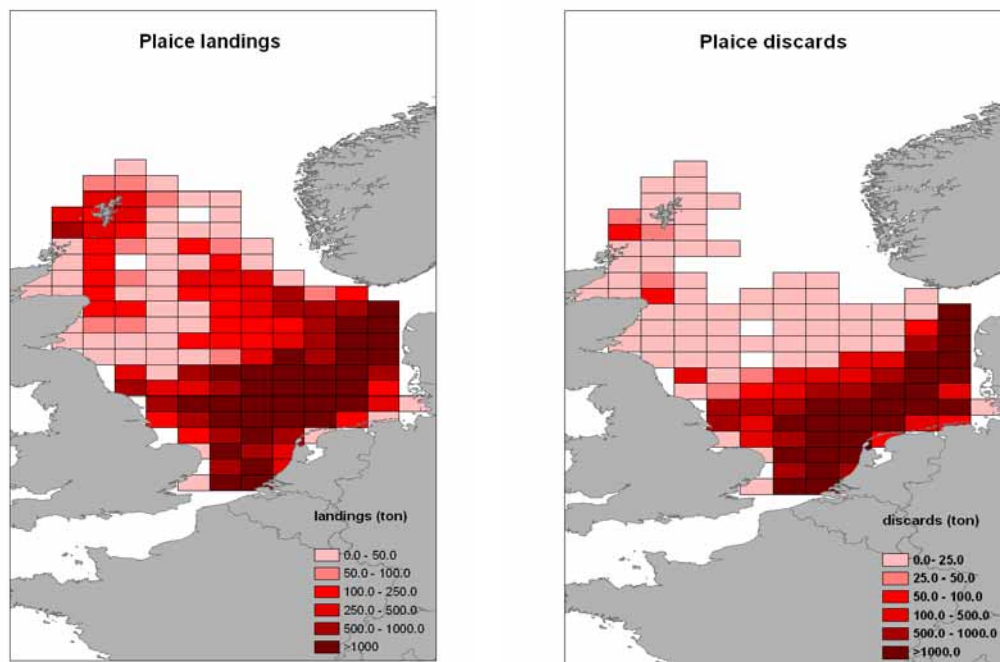 Plaice landings
landings (ton)
0.0 - 50.0
50.0 - 100.0
100.0 - 250.0
250.0 - 500.0
500.0 - 1000.0
>1000
Plaice discards
discards (ton)
0.0 - 25.0
25.0 - 50.0
50.0 - 100.0
100.0 - 500.0
500.0 - 1000.0
>1000.0